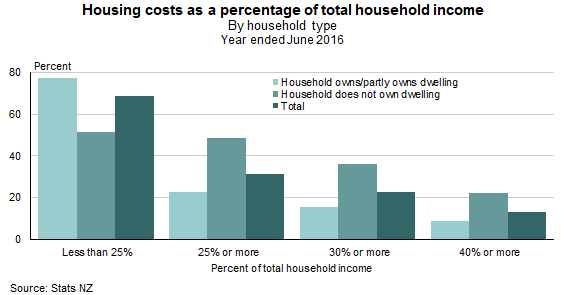 Housing costs as a percentage of total household income
By household type
Year ended June 2016
Percent
80
60
40
20
0
Household owns/partly owns dwelling
Household does not own dwelling
Total
Less than 25%
25% or more
30% or more
40% or more
Percent of total household income
Source: Stats NZ